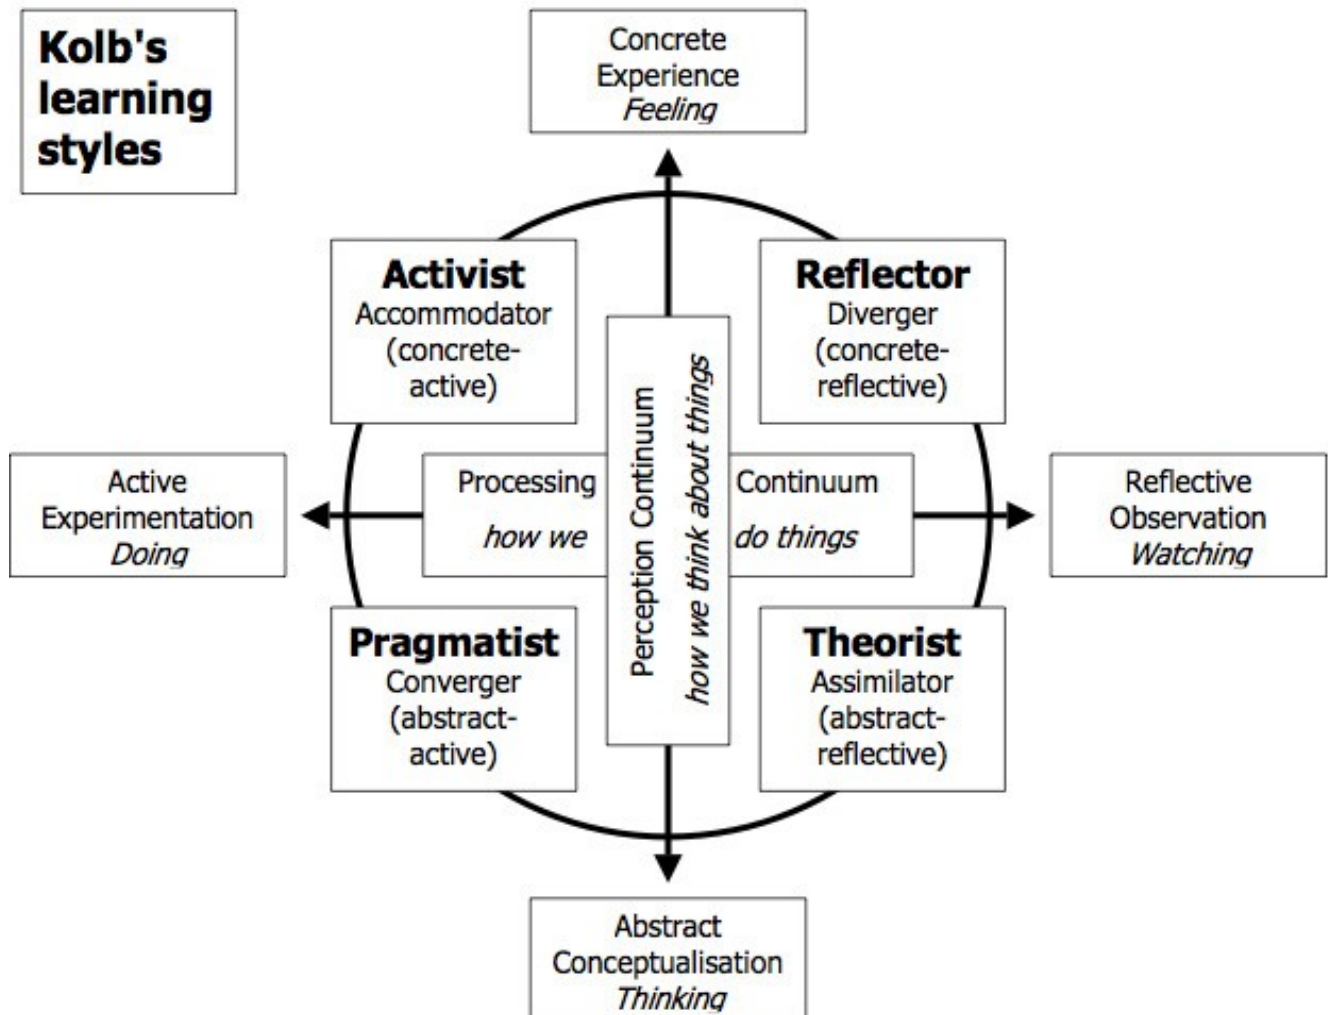 Kolb's
learning
styles
Concrete
Experience
Feeling
Activist
Accommodator
(concrete-
active)
Reflector
Diverger
(concrete-
reflective)
Active
Experimentation
Doing
Processing
how we
Perception Continuum
how we think about things
Continuum
do things
Reflective
Observation
Watching
Pragmatist
Converger
(abstract-
active)
Theorist
Assimilator
(abstract-
reflective)
Abstract
Conceptualisation
Thinking